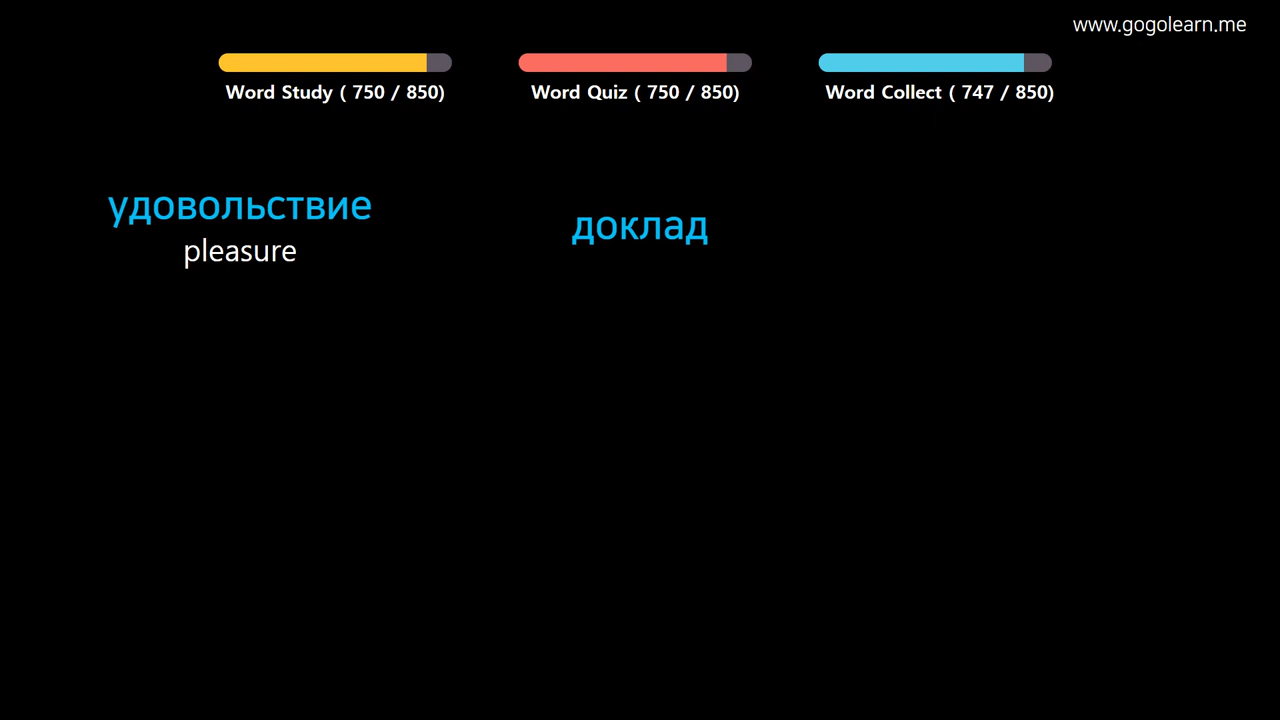 www.gogolearn.me
Word Study ( 750 / 850)
Word Quiz ( 750 / 850)
Word Collect ( 747 / 850)
удовольствие
pleasure
доклад